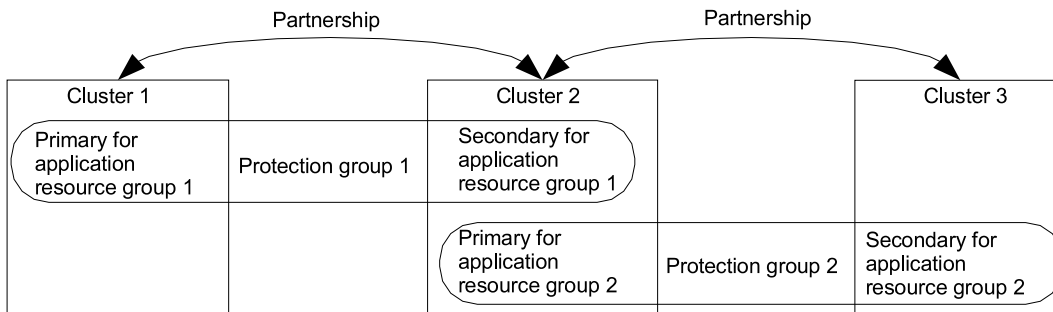 Partnership
Partnership
Cluster 1
Cluster 2
Cluster 3
Primary for
application
resource group 1
Protection group 1
Secondary for
application
resource group 1
Primary for
application
resource group 2
Protection group 2
Secondary for
application
resource group 2